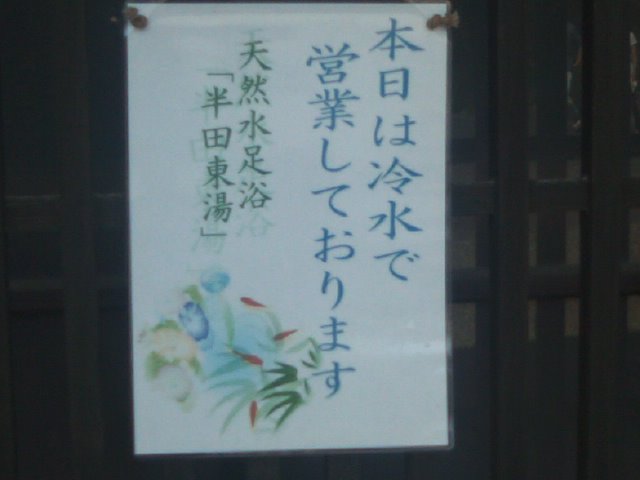 本日は冷水で
営業しております
天然水足浴
「半田東湯」